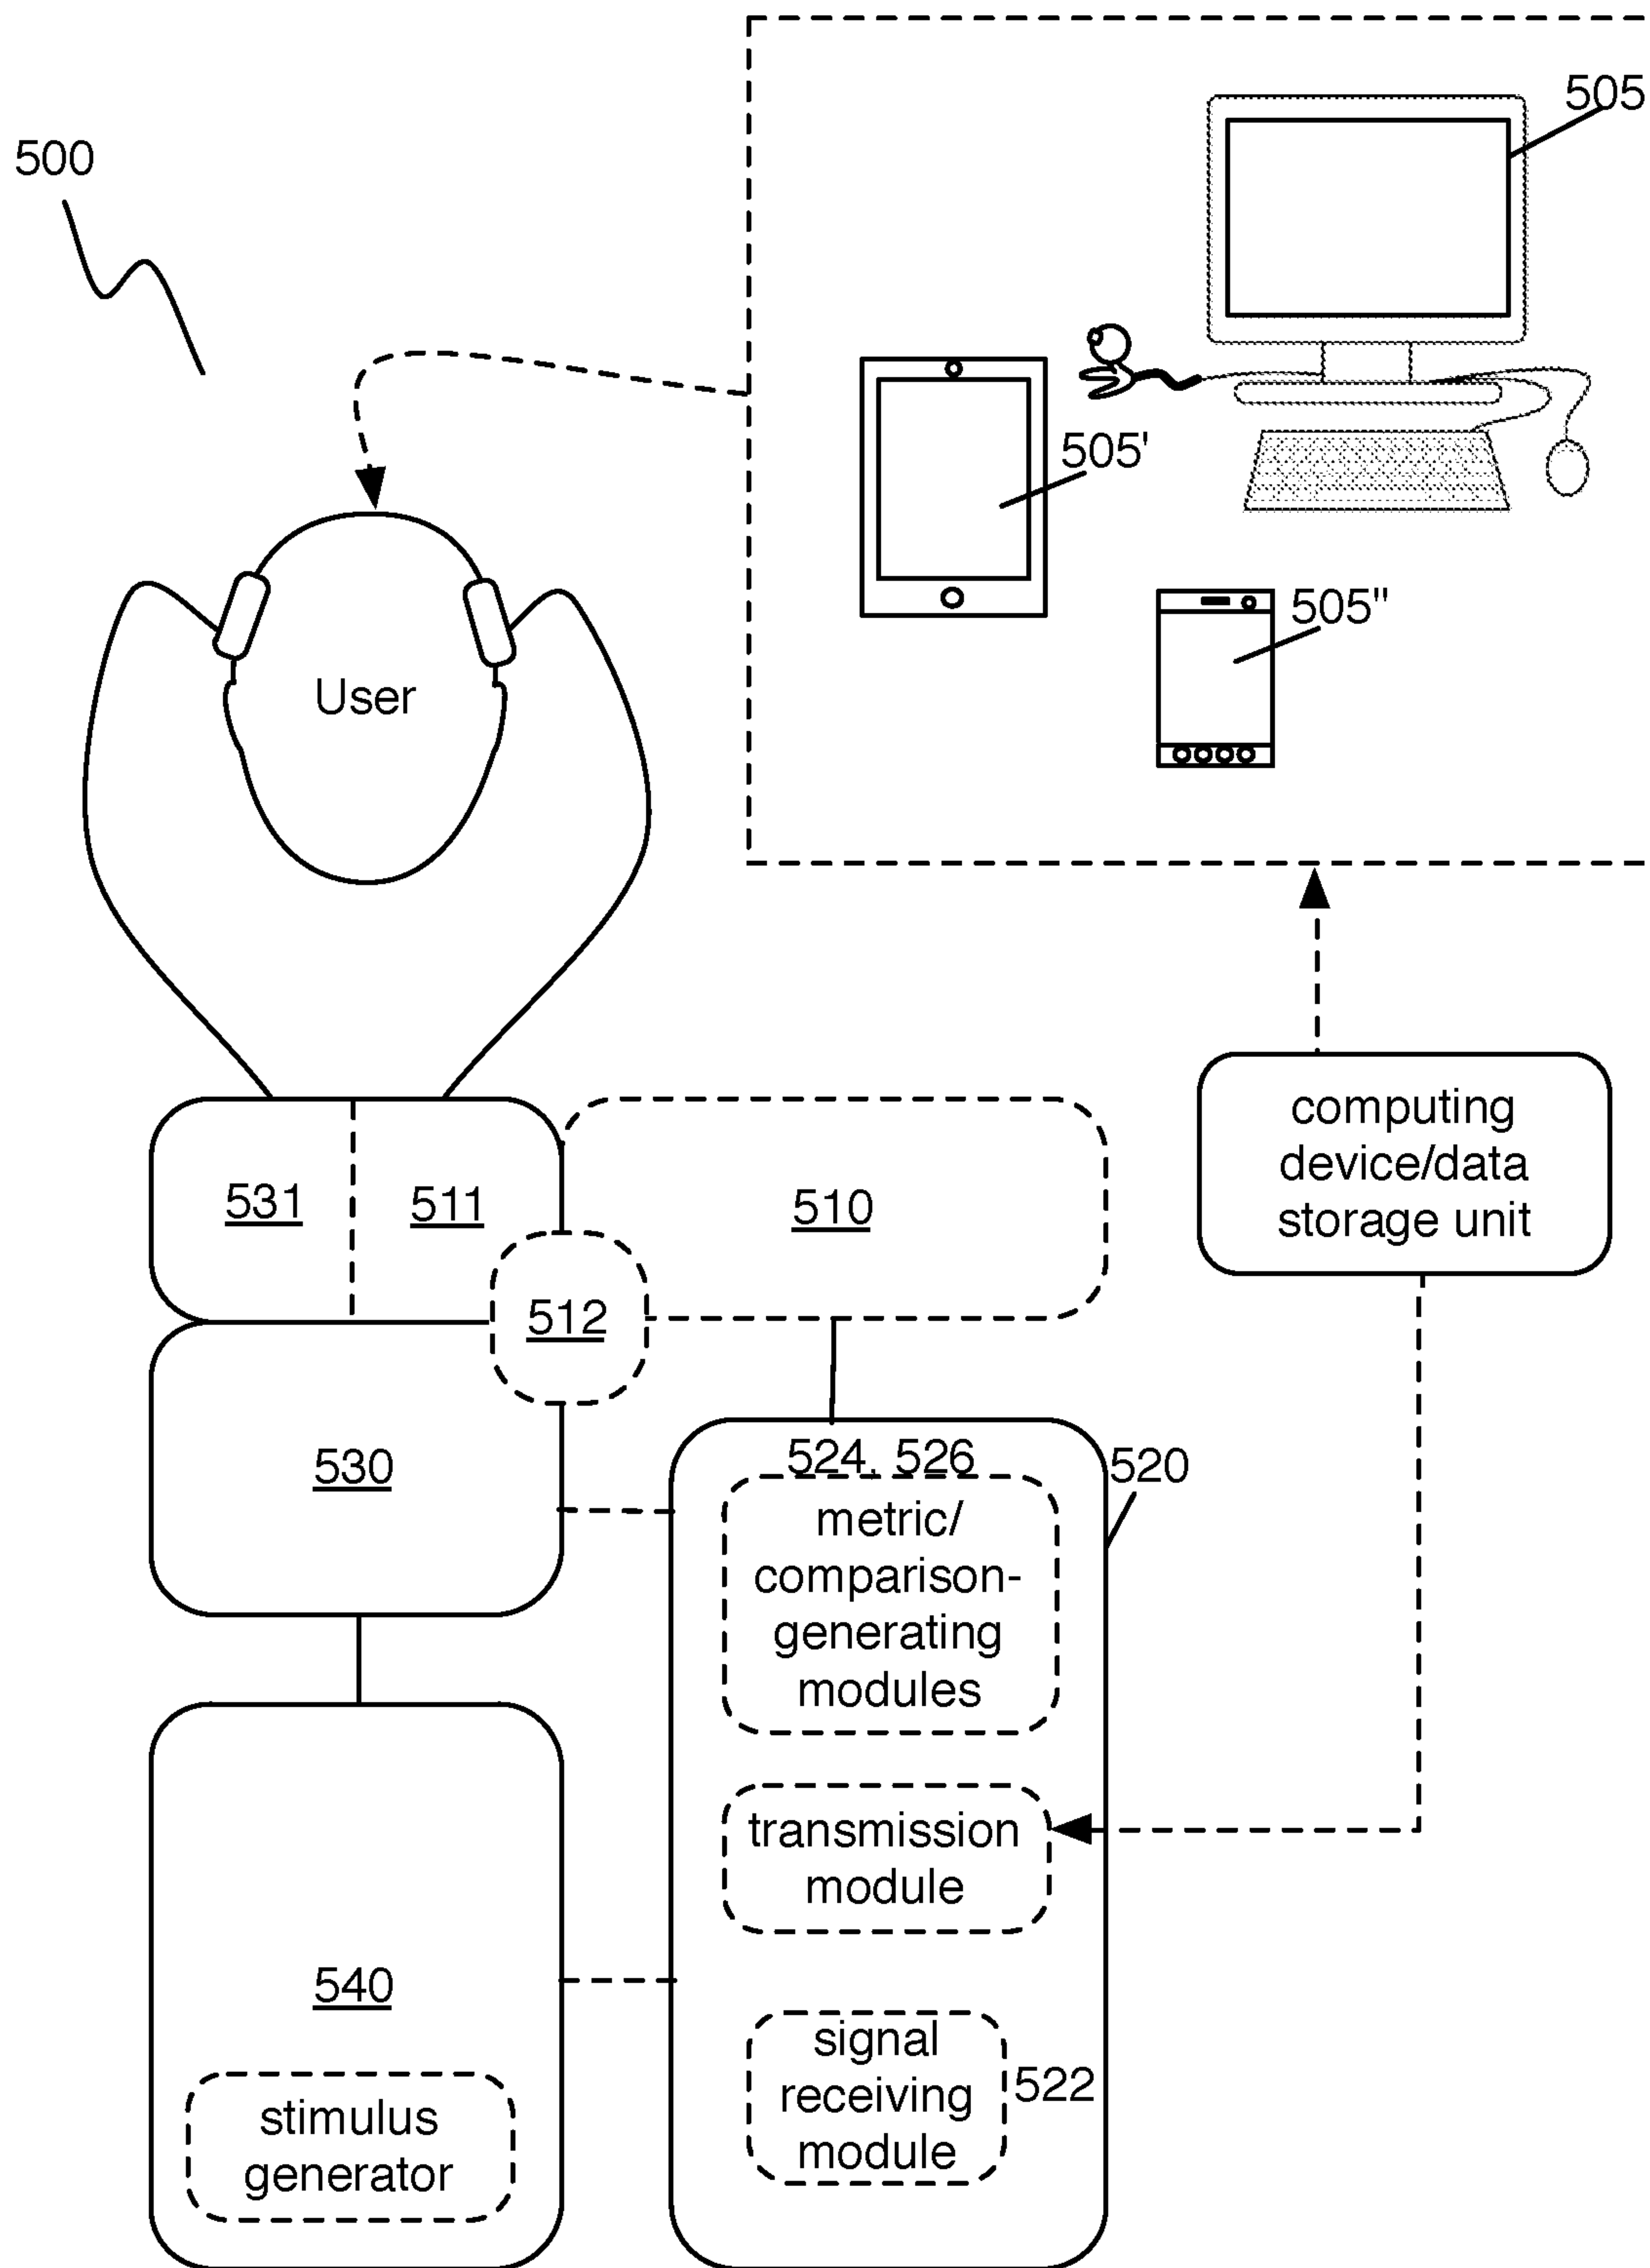 505
500
505'
505"
User
computing
device/data
storage unit
531
511
510
512
530
524, 526
520
metric/
comparison-
generating
modules
transmission
module
540
signal
receiving
module
522
stimulus
generator